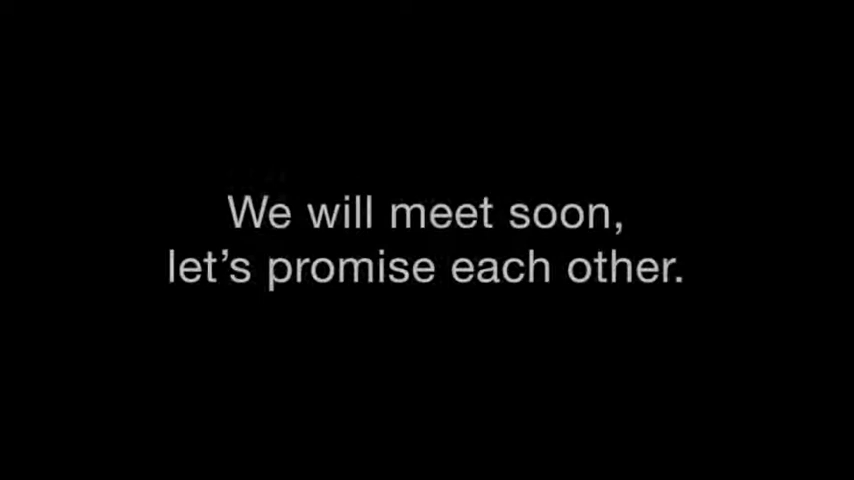 We will meet soon,
let’s promise each other.